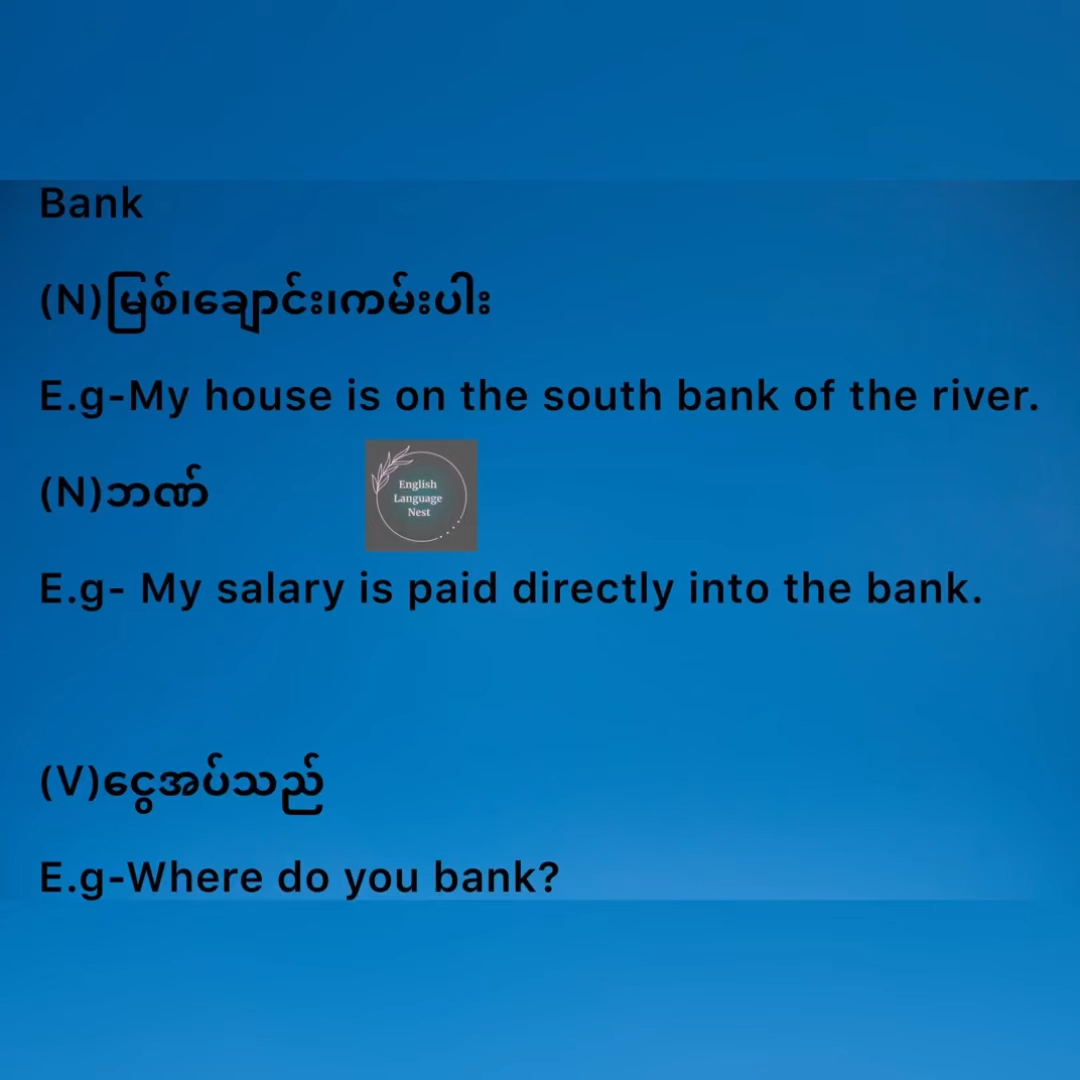 Bank
(N)မြစ်၊ချောင်း၊ကမ်းပါး
E.g-My house is on the south bank of the river.
(N)ဘဏ်
English
Language
Nest
E.g- My salary is paid directly into the bank.
(V)ငွေအပ်သည်
E.g-Where do you bank?